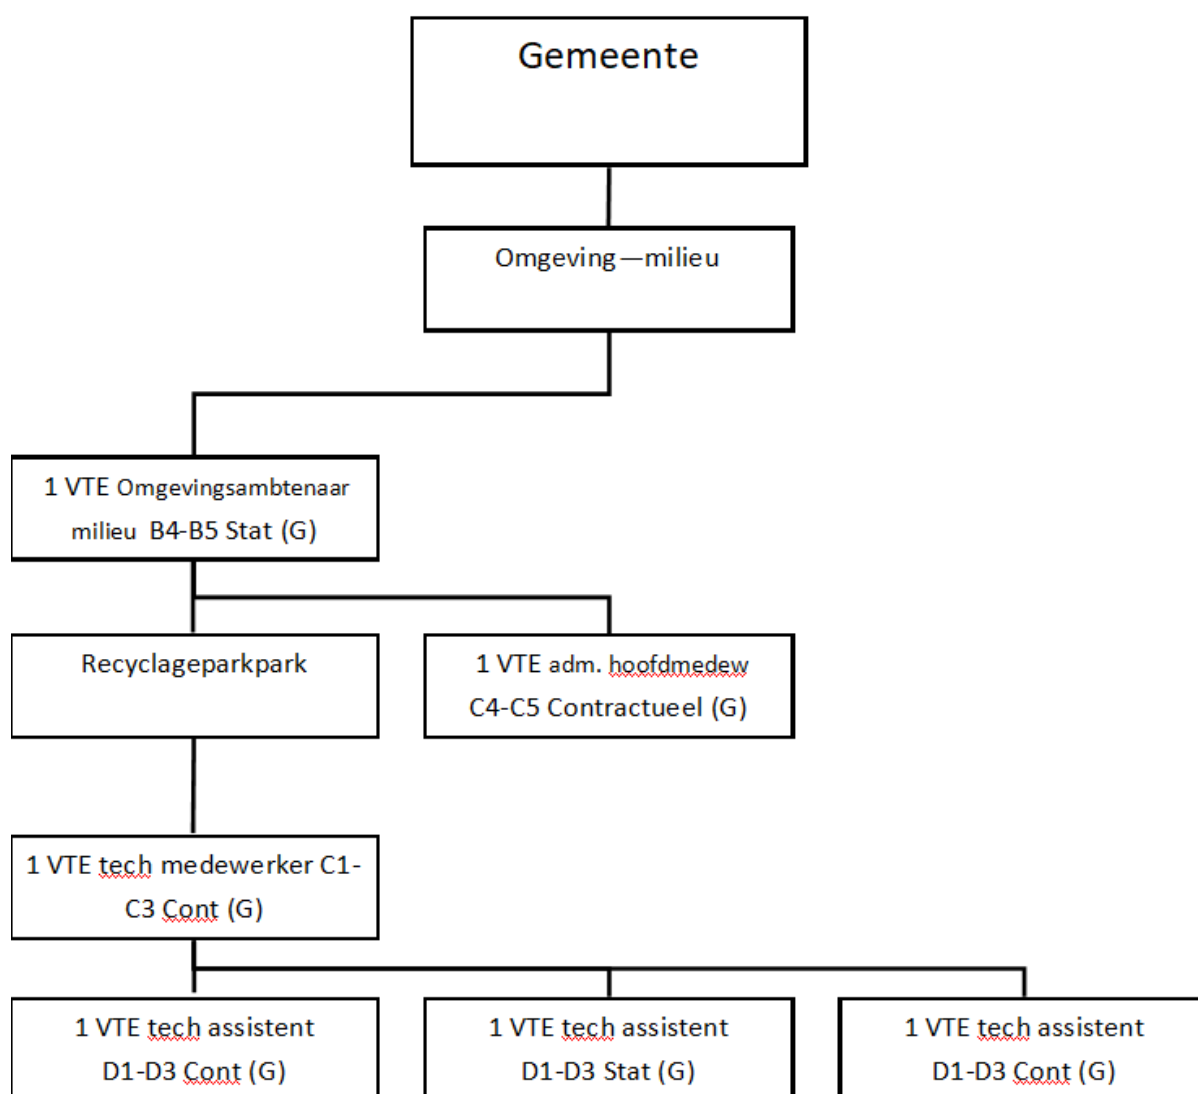 Gemeente
Omgeving—milieu
1 VTE Omgevingsambtenaar
milieu B4-B5 Stat (G)
Recyclageparkpark
1 VTE adm. hoofdmedew
C4-C5 Contractueel (G)
1 VTE tech medewerker C1-
C3 Cont (G)
1 VTE tech assistent
D1-D3 Cont (G)
1 VTE tech assistent
D1-D3 Stat (G)
1 VTE tech assistent
D1-D3 Cont (G)